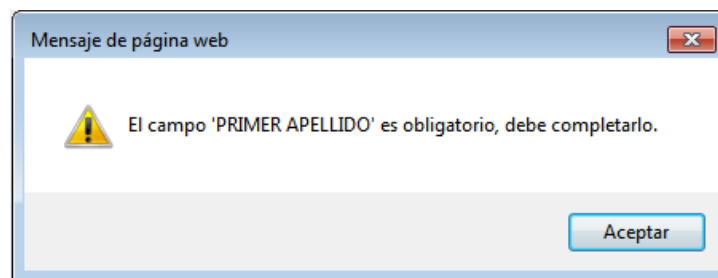 Mensaje de página web
El campo 'PRIMER APELLIDO' es obligatorio, debe completarlo.
Aceptar